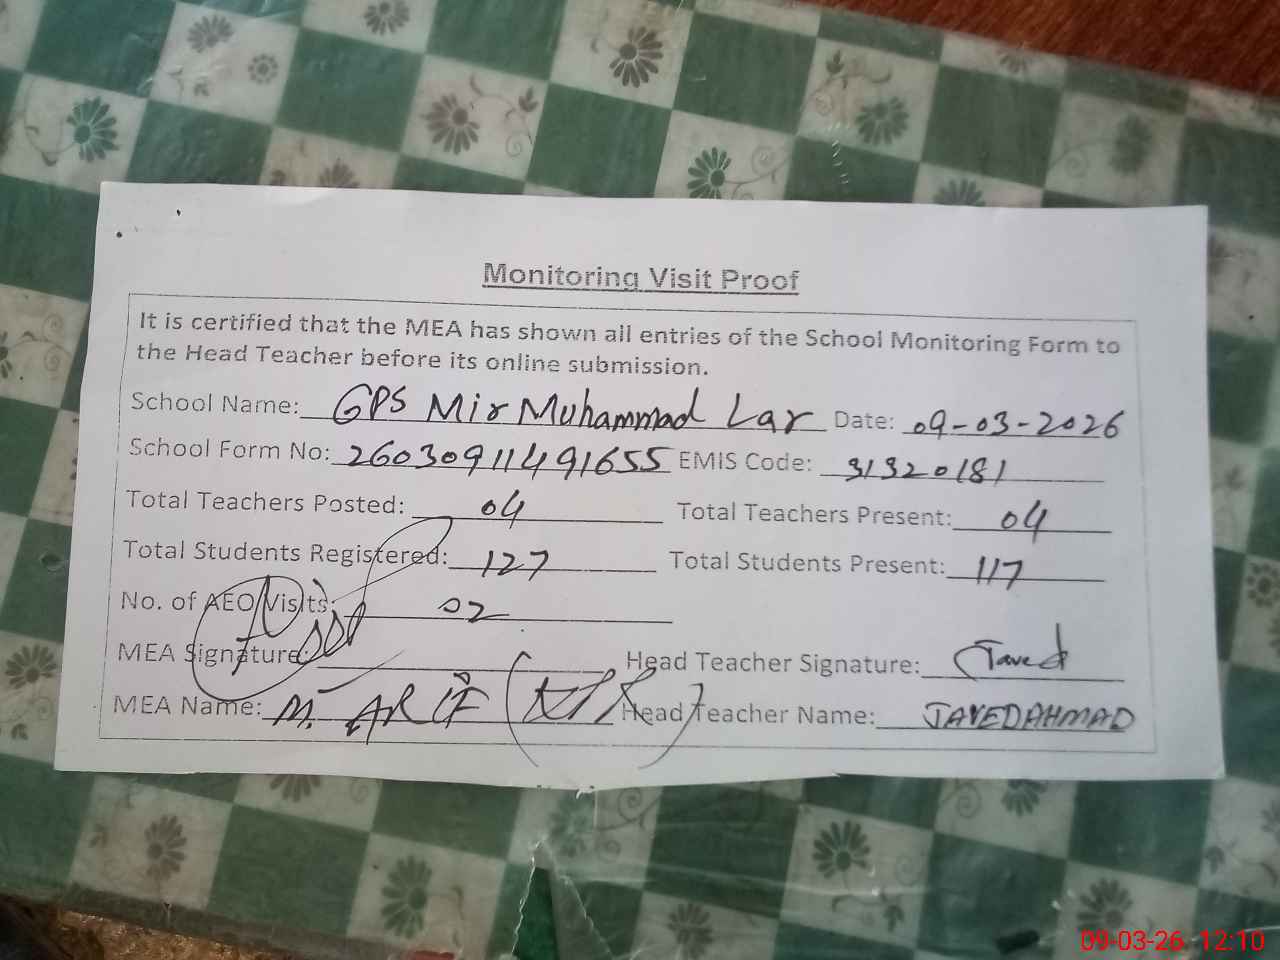 Monitoring Visit Proof
It is certified that the MEA has shown all entries of the School Monitoring Form to
the Head Teacher before its online submission.
School Name: GPS Mir Muhammad Lar Date: 09-03-2026
School Form No: 26030911491655 EMIS Code: 31320181
Total Teachers Posted: 04 Total Teachers Present: 04
Total Students Registered: 127 Total Students Present: 117
No. of AEO Visits: 02
MEA Signature: Head Teacher Signature: Javed
MEA Name: M. ARIF Head Teacher Name: JAVED AHMAD
09-03-26 12:10